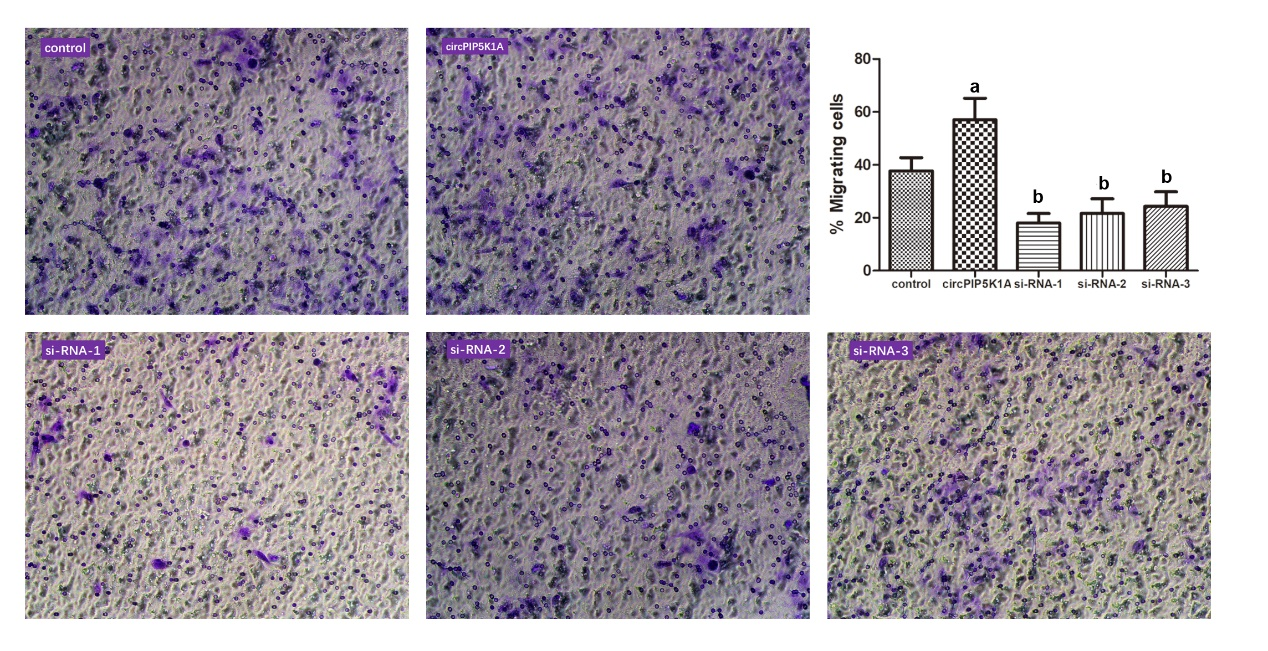 control
circPIP5K1A
80
60
40
20
0
% Migrating cells
a
b
b
b
control circPIP5K1A si-RNA-1 si-RNA-2 si-RNA-3
si-RNA-1
si-RNA-2
si-RNA-3